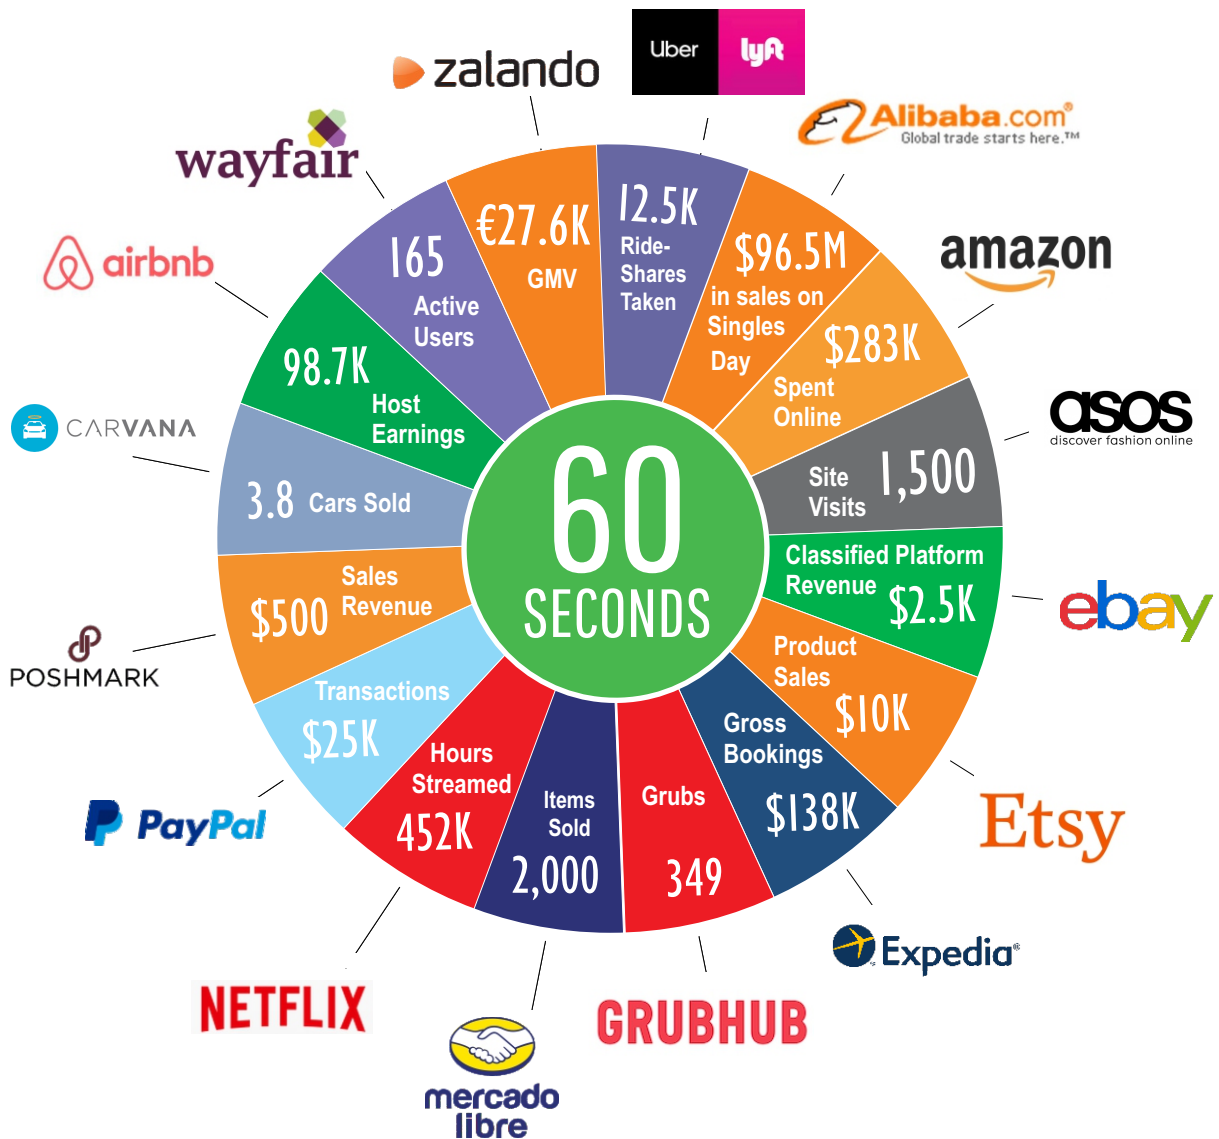 zalando
Uber
lyft
Alibaba.com®
Global trade starts here.™
wayfair
amazon
airbnb
asos
discover fashion online
CARVANA
ebay
POSHMARK
Etsy
PayPal
Expedia®
NETFLIX
GRUBHUB
mercado
libre
€27.6K
GMV
12.5K
Ride-
Shares
Taken
$96.5M
in sales on
Singles
Day
$283K
Spent
Online
Site
Visits
1,500
Classified Platform
Revenue
$2.5K
Product
Sales
$10K
Gross
Bookings
$138K
Grubs
349
Items
Sold
2,000
Hours
Streamed
452K
Transactions
$25K
Sales
Revenue
$500
3.8 Cars Sold
98.7K
Host
Earnings
165
Active
Users
60
SECONDS